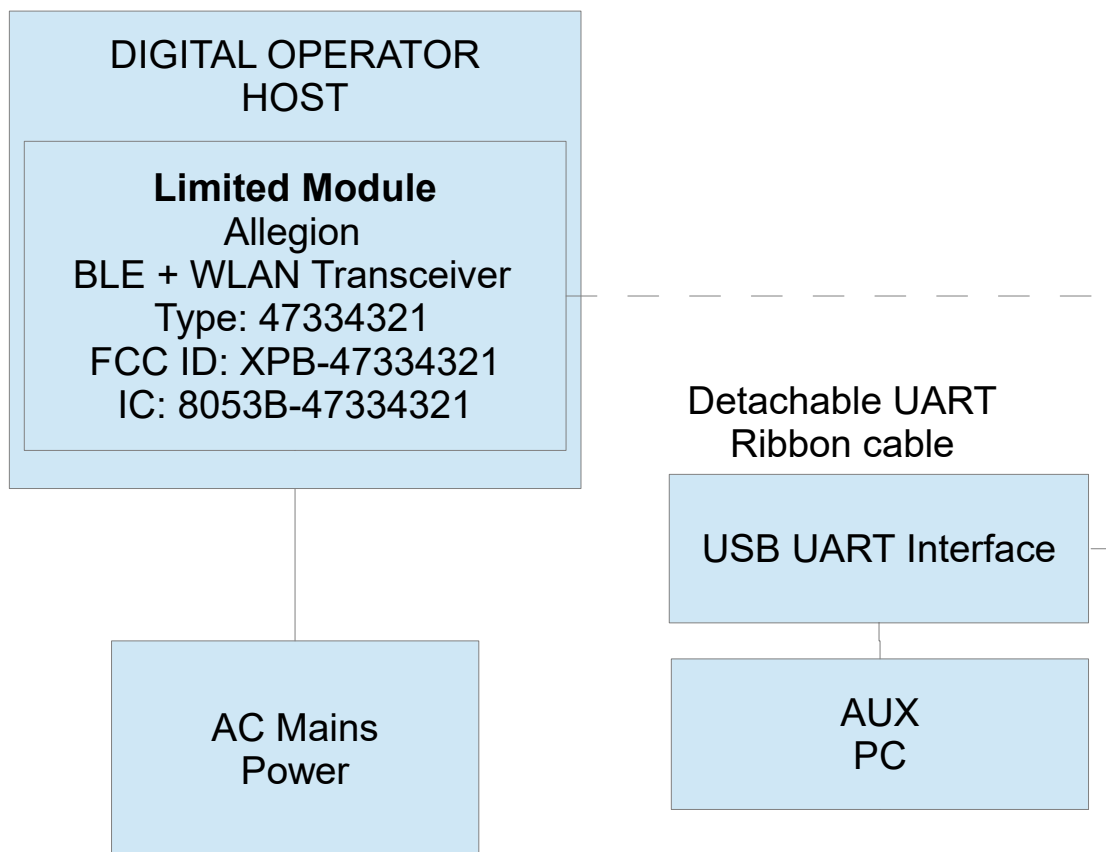 DIGITAL OPERATOR
HOST
Limited Module
Allegion
BLE + WLAN Transceiver
Type: 47334321
FCC ID: XPB-47334321
IC: 8053B-47334321
Detachable UART
Ribbon cable
USB UART Interface
AC Mains
Power
AUX
PC